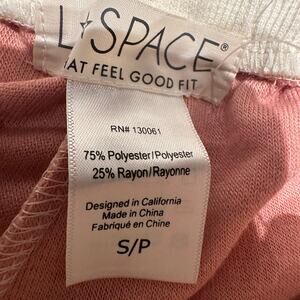 L*SPACE®
AT FEEL GOOD FIT
RN# 130061
75% Polyester/Polyester
25% Rayon/Rayonne
Designed in California
Made in China
Fabriqué en Chine
S/P